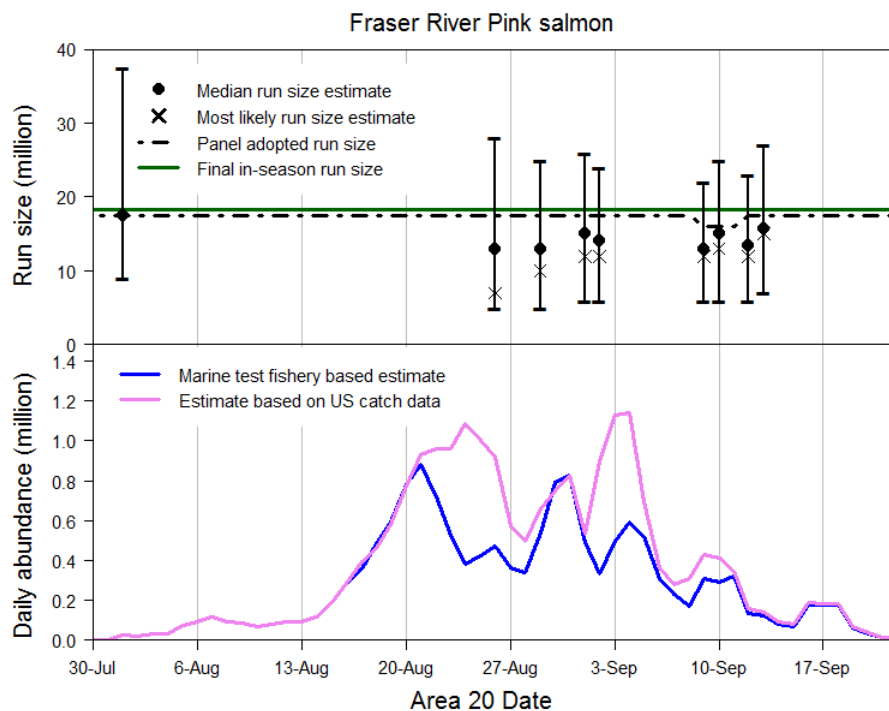 Fraser River Pink salmon
Run size (million)
40
30
20
10
0
Median run size estimate
Most likely run size estimate
Panel adopted run size
Final in-season run size
Daily abundance (million)
1.4
1.2
1.0
0.8
0.6
0.4
0.2
0.0
Marine test fishery based estimate
Estimate based on US catch data
30-Jul 6-Aug 13-Aug 20-Aug 27-Aug 3-Sep 10-Sep 17-Sep
Area 20 Date